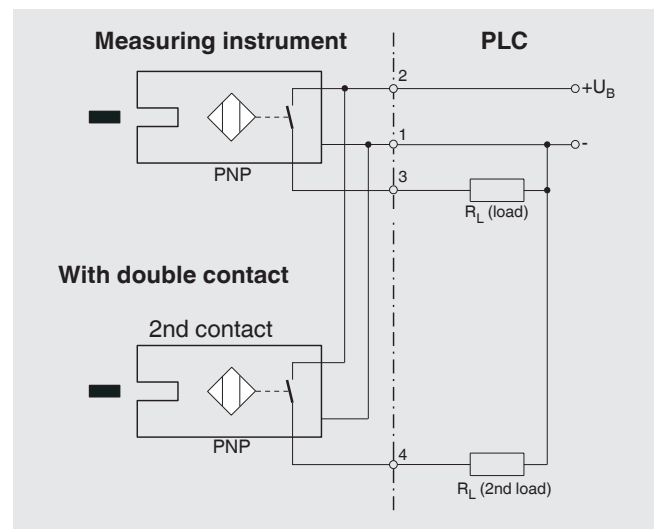 Measuring instrument
PLC
2
+U_B
1
-
PNP
3
R_L (load)
With double contact
2nd contact
PNP
4
R_L (2nd load)